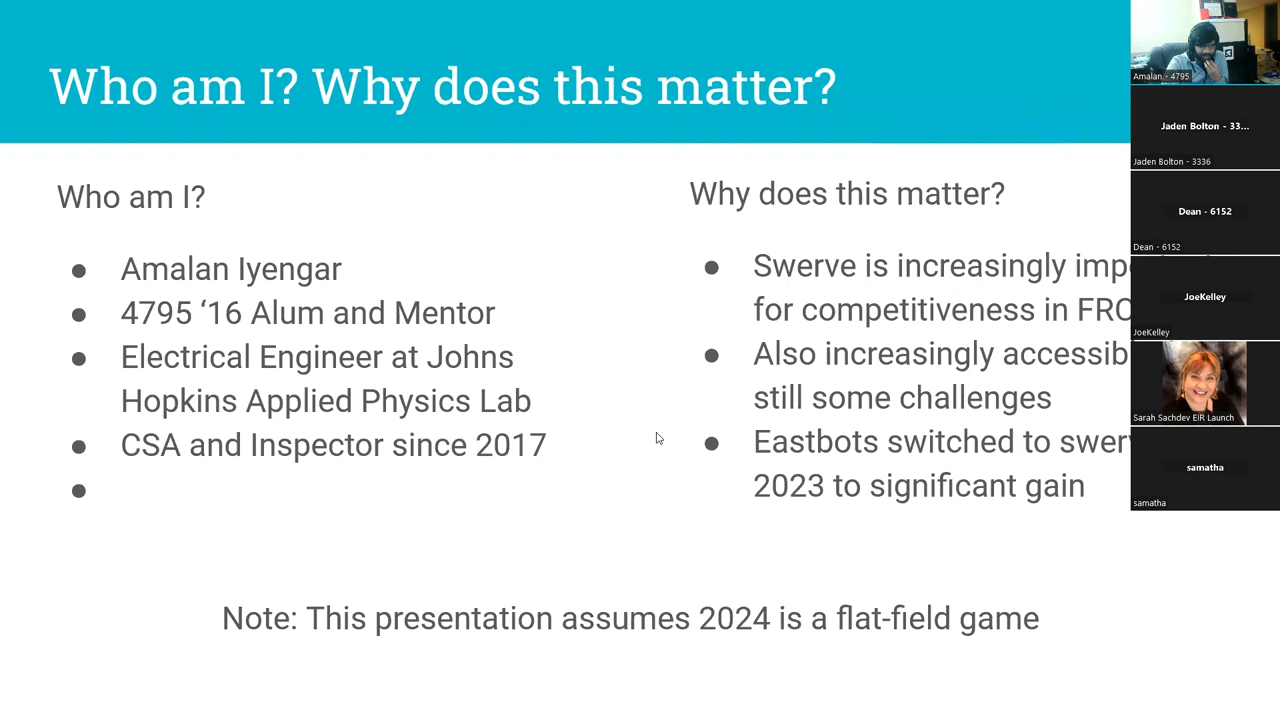 Who am I? Why does this matter?
Who am I?
● Amalan Iyengar
● 4795 ‘16 Alum and Mentor
● Electrical Engineer at Johns
Hopkins Applied Physics Lab
● CSA and Inspector since 2017
●
Why does this matter?
● Swerve is increasingly
for competitiveness in
● Also increasingly
still some challenges
● Eastbots switched to
2023 to significant gain
Note: This presentation assumes 2024 is a flat-field game
Amalan - 4795
Jaden Bolton - 33...
Jaden Bolton - 3336
Dean - 6152
Dean - 6152
JoeKelley
JoeKelley
Sarah Sachdev EIR Launch
samatha
samatha